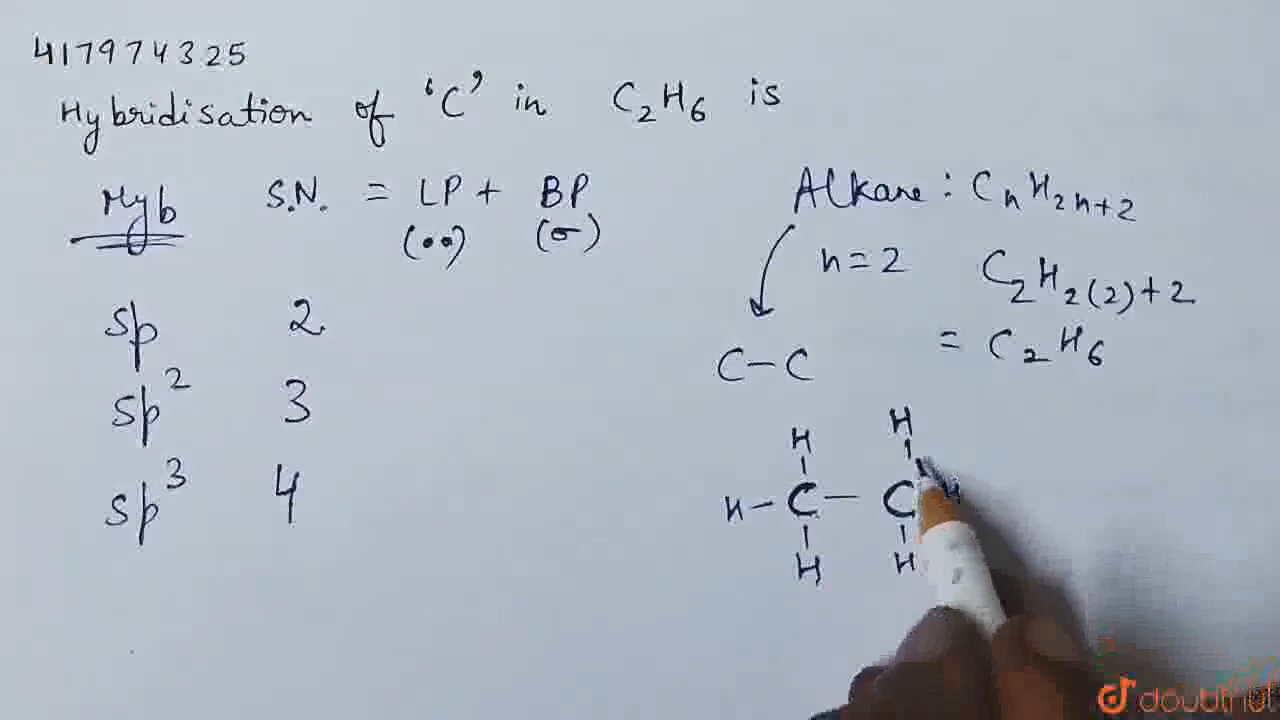 417974325
Hybridisation of 'C' in C₂H₆ is
Hyb S.N. = LP + BP
(••) (σ)
sp 2
sp² 3
sp³ 4
Alkane : CₙH₂ₙ₊₂
n=2 C₂H₂₍₂₎₊₂
= C₂H₆
C-C
H H
H-C-C H
H H
doubtnut